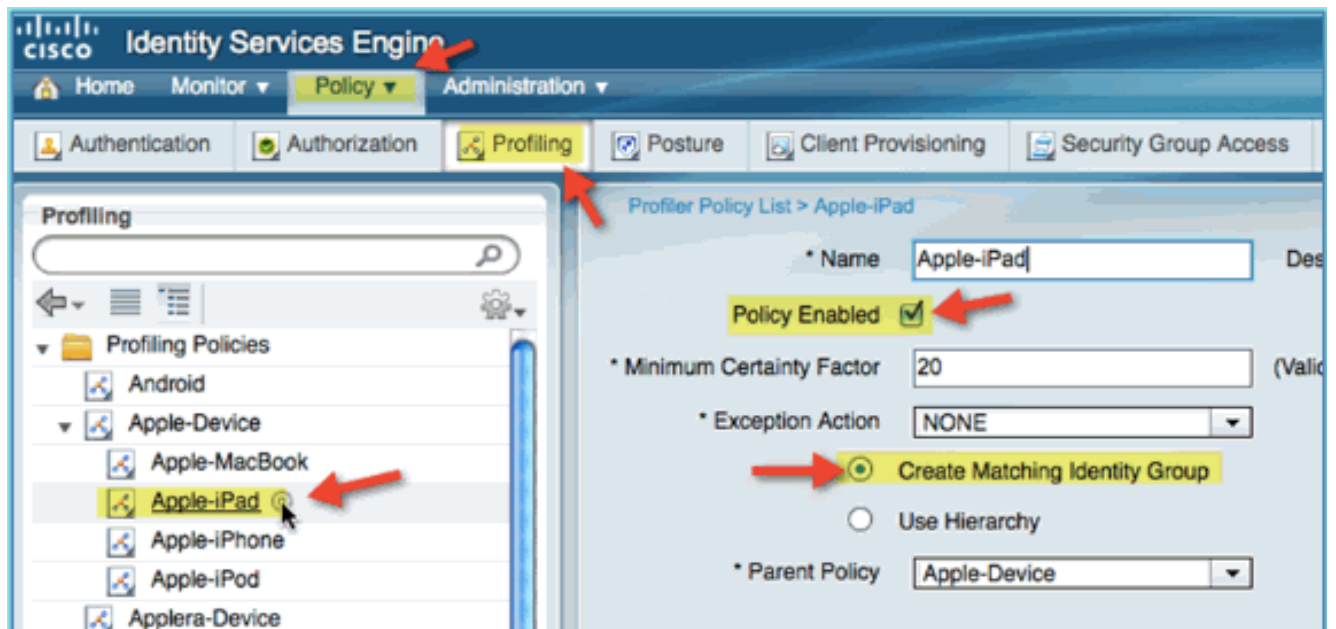 CISCO Identity Services Engine
Home Monitor Policy Administration
Authentication Authorization Profiling Posture Client Provisioning Security Group Access
Profiling
Profiling Policies
Android
Apple-Device
Apple-MacBook
Apple-iPad
Apple-iPhone
Apple-iPod
Applera-Device
Profiler Policy List > Apple-iPad
* Name Apple-iPad Des
Policy Enabled
* Minimum Certainty Factor 20 (Valid
* Exception Action NONE
Create Matching Identity Group
Use Hierarchy
* Parent Policy Apple-Device